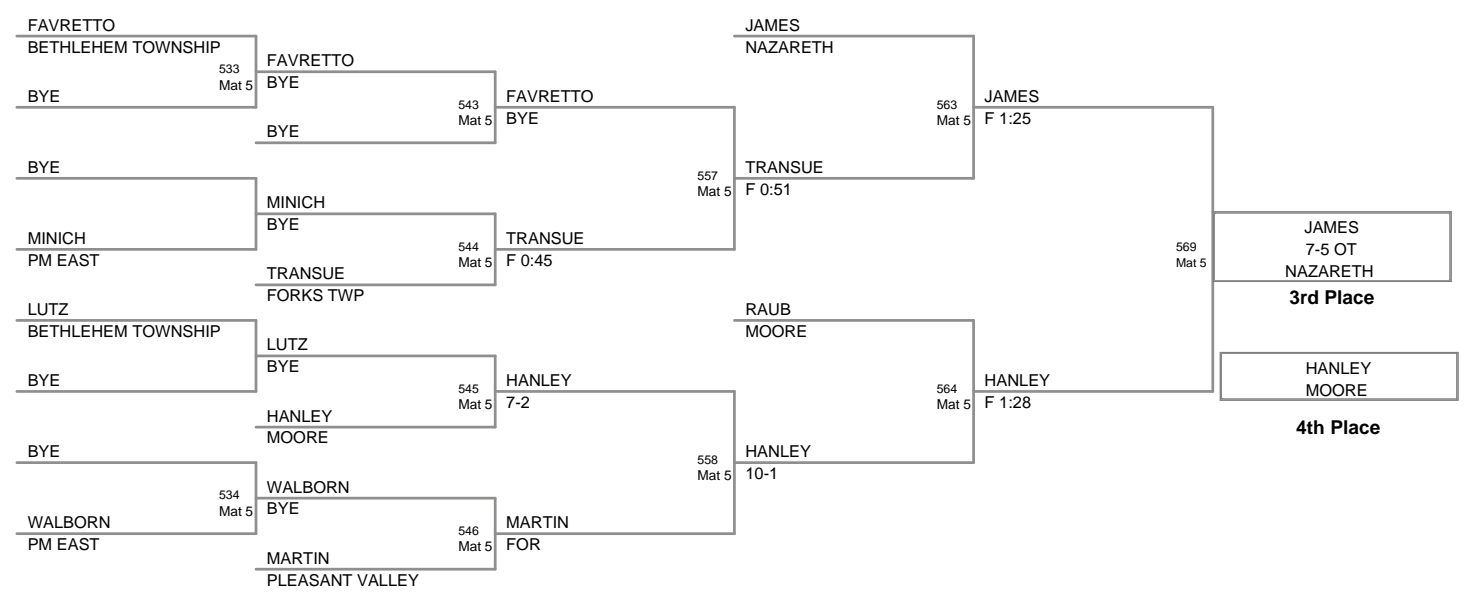 FAVRETTO
BETHLEHEM TOWNSHIP
533
Mat 5
BYE
BYE
MINICH
PM EAST
LUTZ
BETHLEHEM TOWNSHIP
BYE
BYE
534
Mat 5
WALBORN
PM EAST
FAVRETTO
BYE
543
Mat 5
BYE
MINICH
BYE
544
Mat 5
TRANSUE
FORKS TWP
LUTZ
BYE
545
Mat 5
HANLEY
MOORE
WALBORN
BYE
546
Mat 5
MARTIN
PLEASANT VALLEY
FAVRETTO
BYE
557
Mat 5
TRANSUE
F 0:45
HANLEY
7-2
558
Mat 5
MARTIN
FOR
JAMES
NAZARETH
563
Mat 5
TRANSUE
F 0:51
RAUB
MOORE
564
Mat 5
HANLEY
10-1
JAMES
F 1:25
569
Mat 5
HANLEY
F 1:28
JAMES
7-5 OT
NAZARETH
3rd Place
HANLEY
MOORE
4th Place